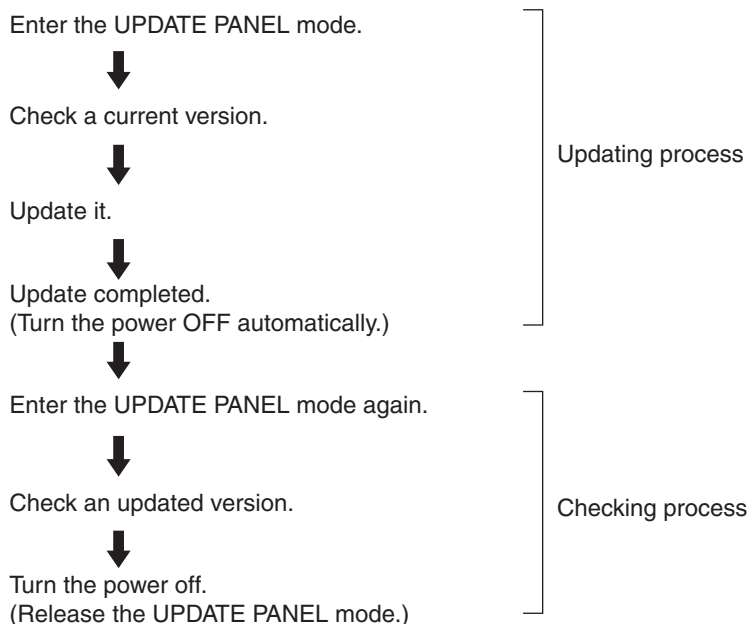 Enter the UPDATE PANEL mode.
Check a current version.
Updating process
Update it.
Update completed.
(Turn the power OFF automatically.)
Enter the UPDATE PANEL mode again.
Check an updated version.
Checking process
Turn the power off.
(Release the UPDATE PANEL mode.)